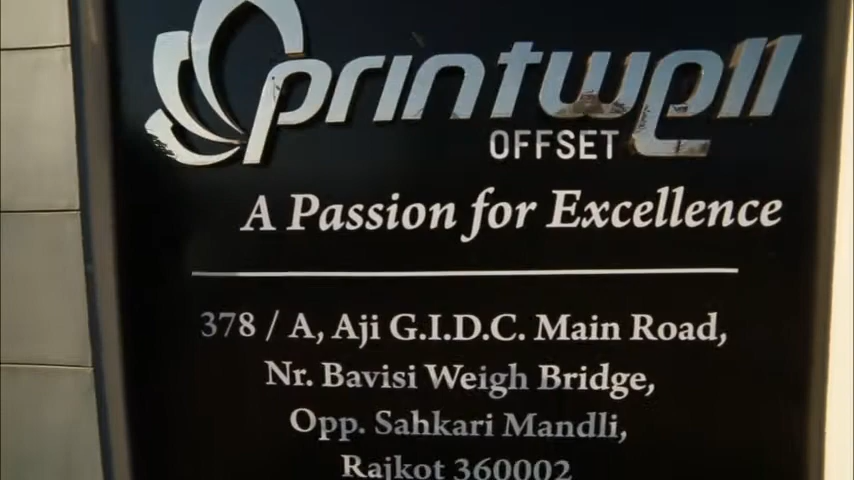 printwell
OFFSET
A Passion for Excellence
378 / A, Aji G.I.D.C. Main Road,
Nr. Bavisi Weigh Bridge,
Opp. Sahkari Mandli,
Rajkot 360002